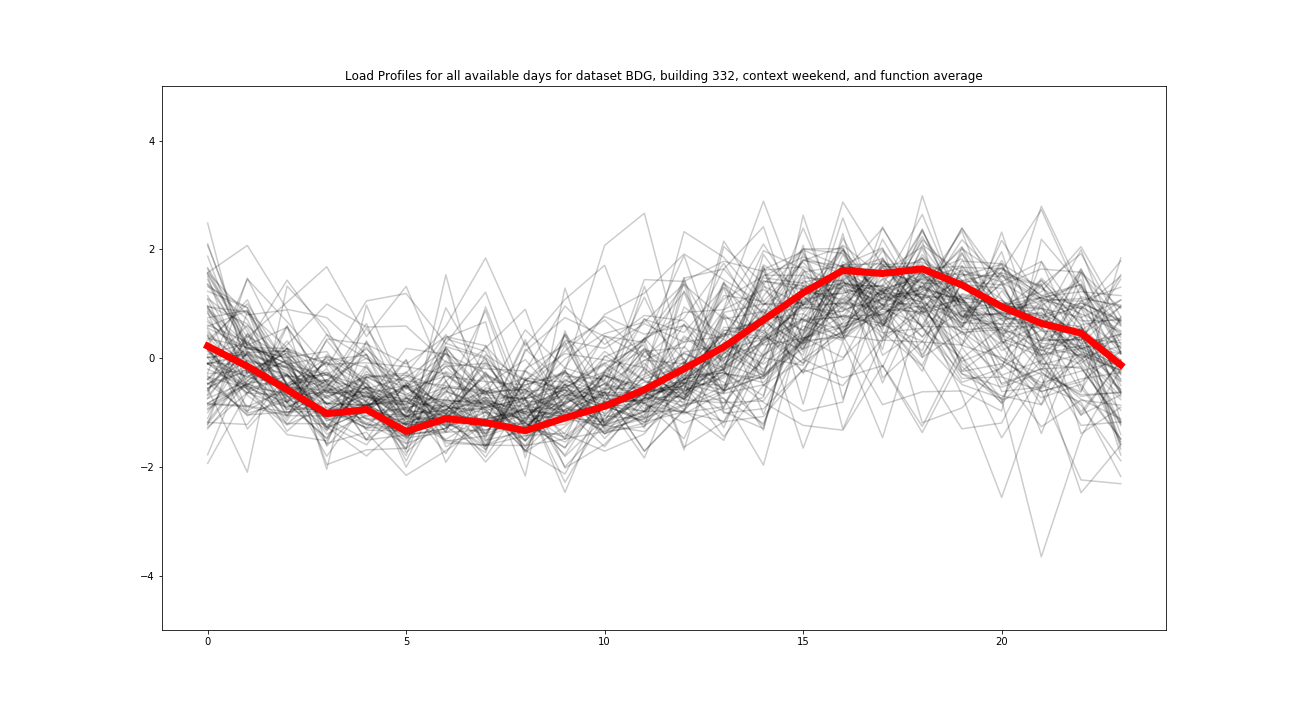 Load Profiles for all available days for dataset BDG, building 332, context weekend, and function average
4
2
0
−2
−4
0 5 10 15 20